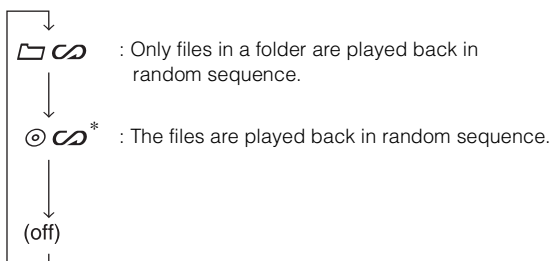 : Only files in a folder are played back in
random sequence.
* : The files are played back in random sequence.
(off)